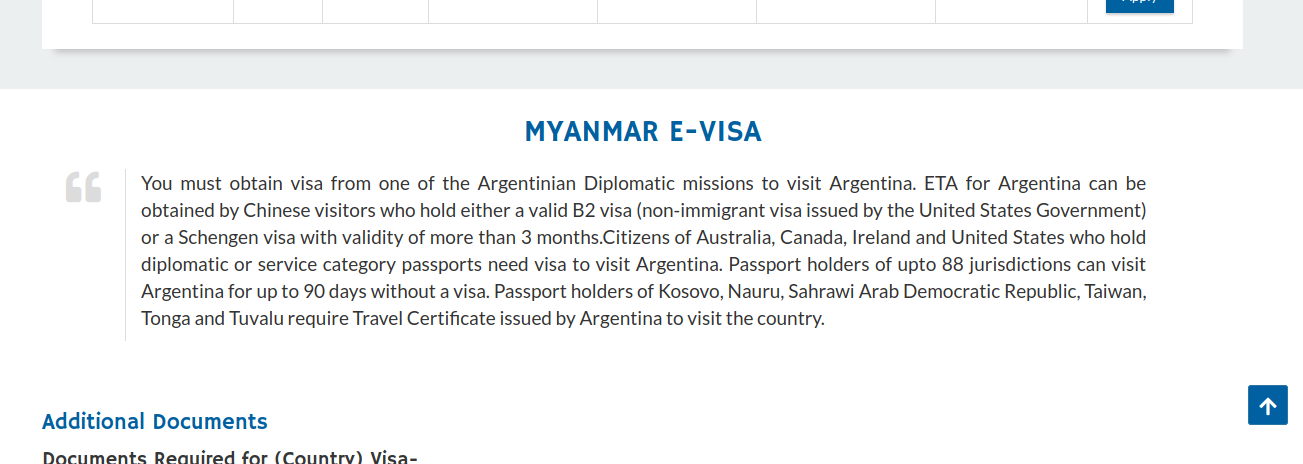 Apply
MYANMAR E-VISA
You must obtain visa from one of the Argentinian Diplomatic missions to visit Argentina. ETA for Argentina can be
obtained by Chinese visitors who hold either a valid B2 visa (non-immigrant visa issued by the United States Government)
or a Schengen visa with validity of more than 3 months.Citizens of Australia, Canada, Ireland and United States who hold
diplomatic or service category passports need visa to visit Argentina. Passport holders of upto 88 jurisdictions can visit
Argentina for up to 90 days without a visa. Passport holders of Kosovo, Nauru, Sahrawi Arab Democratic Republic, Taiwan,
Tonga and Tuvalu require Travel Certificate issued by Argentina to visit the country.
Additional Documents
Documents Required for (Country) Visa-